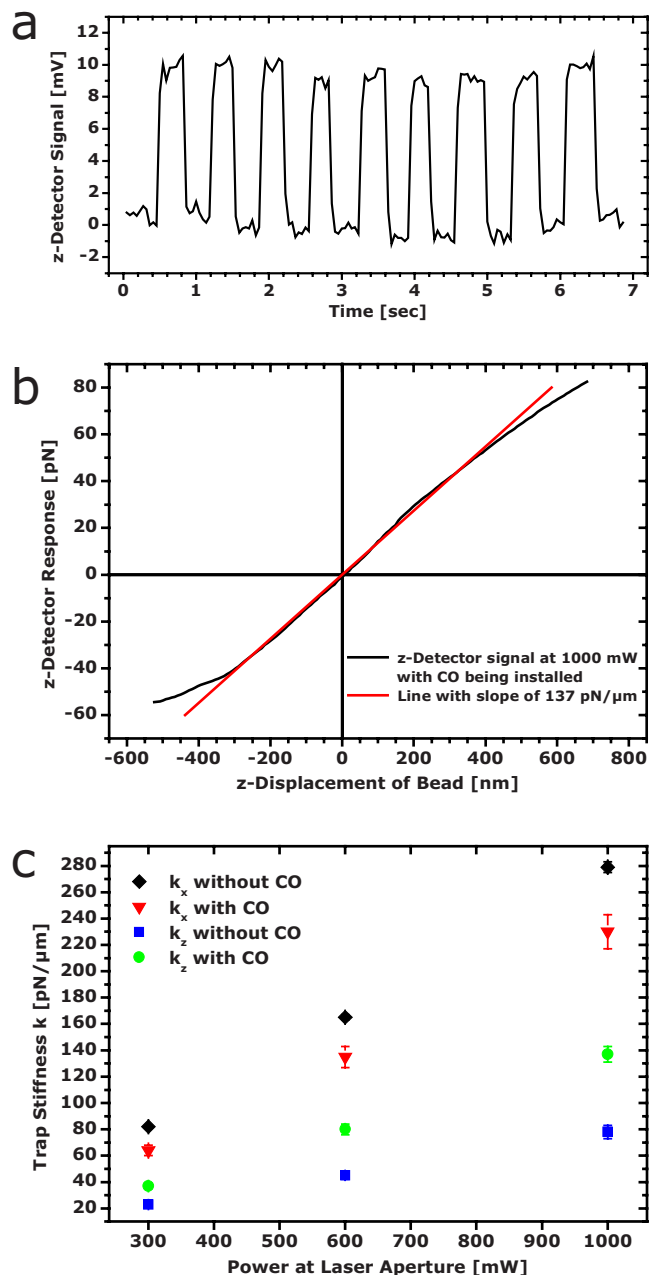 a
z-Detector Signal [mV]
12
10
8
6
4
2
0
-2
0 1 2 3 4 5 6 7
Time [sec]
b
z-Detector Response [pN]
80
60
40
20
0
-20
-40
-60
z-Detector signal at 1000 mW
with CO being installed
Line with slope of 137 pN/µm
-600 -400 -200 0 200 400 600 800
z-Displacement of Bead [nm]
c
Trap Stiffness k [pN/µm]
280
260
240
220
200
180
160
140
120
100
80
60
40
20
k_x without CO
k_x with CO
k_z without CO
k_z with CO
300 400 500 600 700 800 900 1000
Power at Laser Aperture [mW]